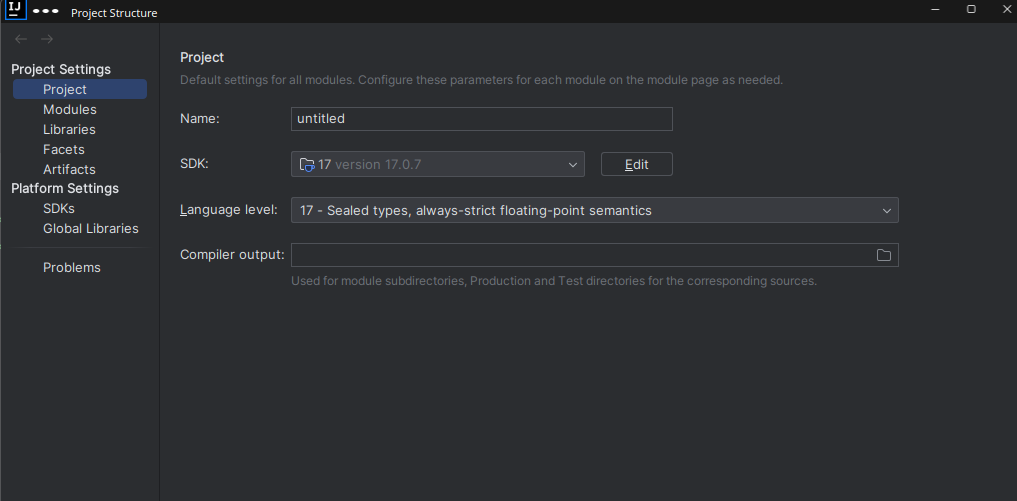 IJ
Project Structure
Project Settings
Project
Modules
Libraries
Facets
Artifacts
Platform Settings
SDKs
Global Libraries
Problems
Project
Default settings for all modules. Configure these parameters for each module on the module page as needed.
Name: untitled
SDK: 17 version 17.0.7 Edit
Language level: 17 - Sealed types, always-strict floating-point semantics
Compiler output:
Used for module subdirectories, Production and Test directories for the corresponding sources.